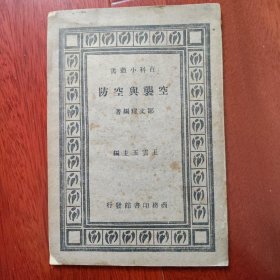 百科小叢書
空襲與空防
鄒文耀編著
王雲五主編
商務印書館發行